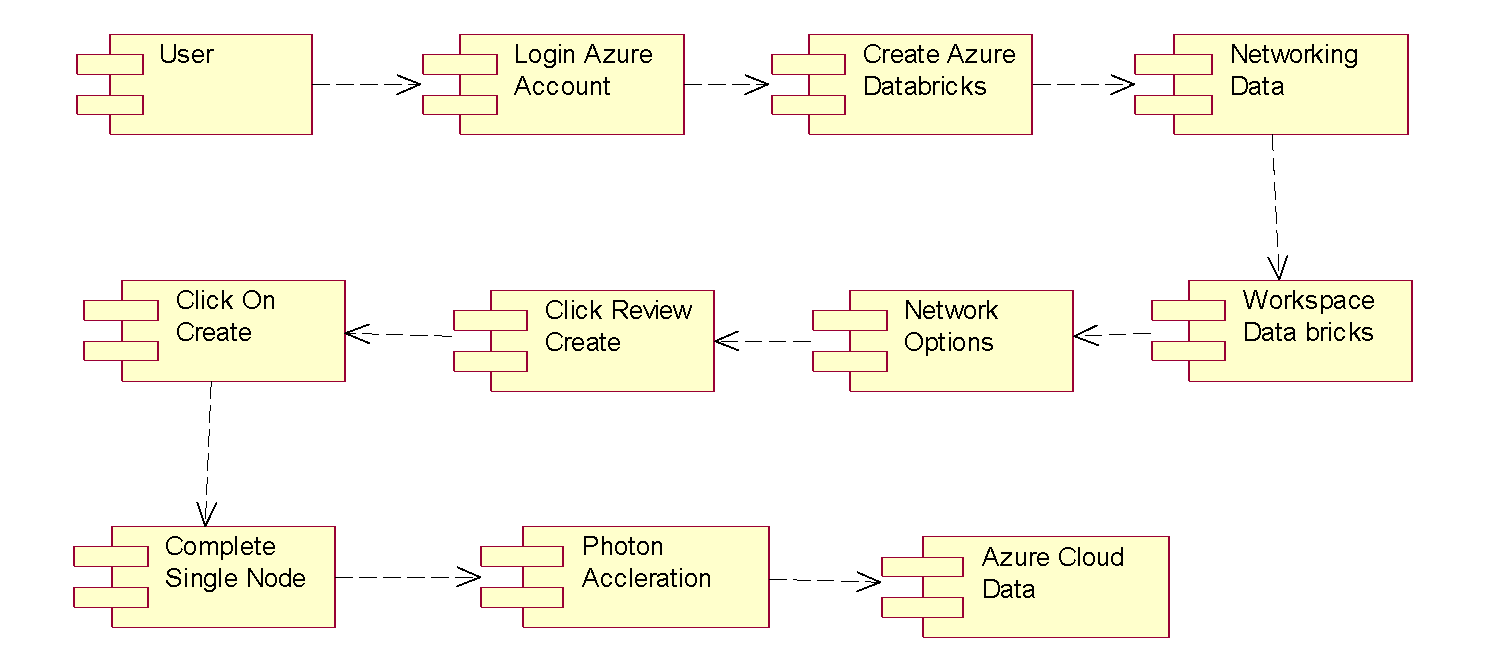 User
Login Azure
Account
Create Azure
Databricks
Networking
Data
Workspace
Data bricks
Network
Options
Click Review
Create
Click On
Create
Complete
Single Node
Photon
Accleration
Azure Cloud
Data